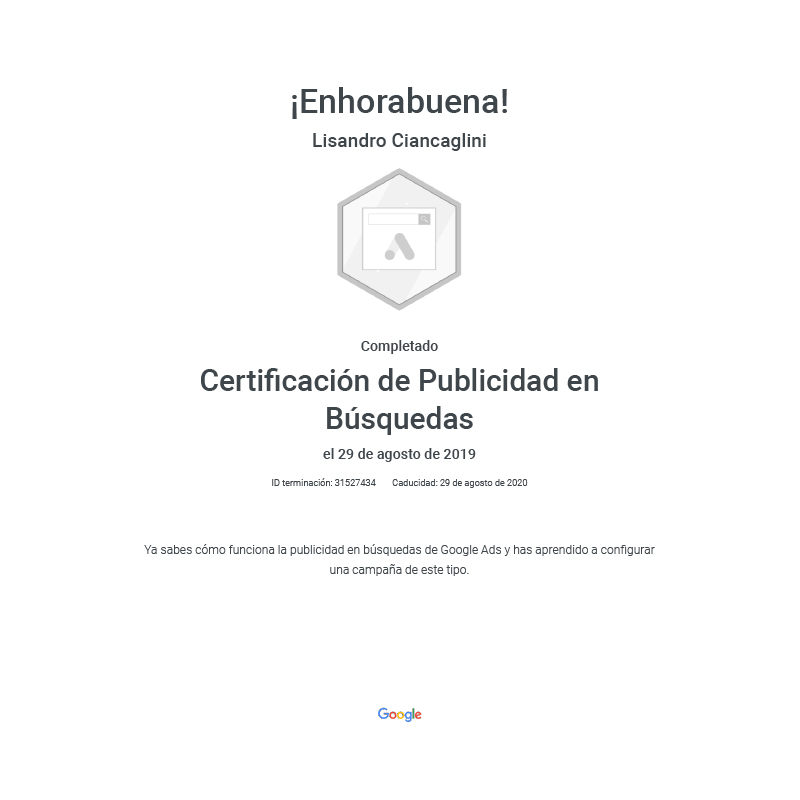 ¡Enhorabuena!
Lisandro Ciancaglini
Completado
Certificación de Publicidad en
Búsquedas
el 29 de agosto de 2019
ID terminación: 31527434 Caducidad: 29 de agosto de 2020
Ya sabes cómo funciona la publicidad en búsquedas de Google Ads y has aprendido a configurar
una campaña de este tipo.
Google